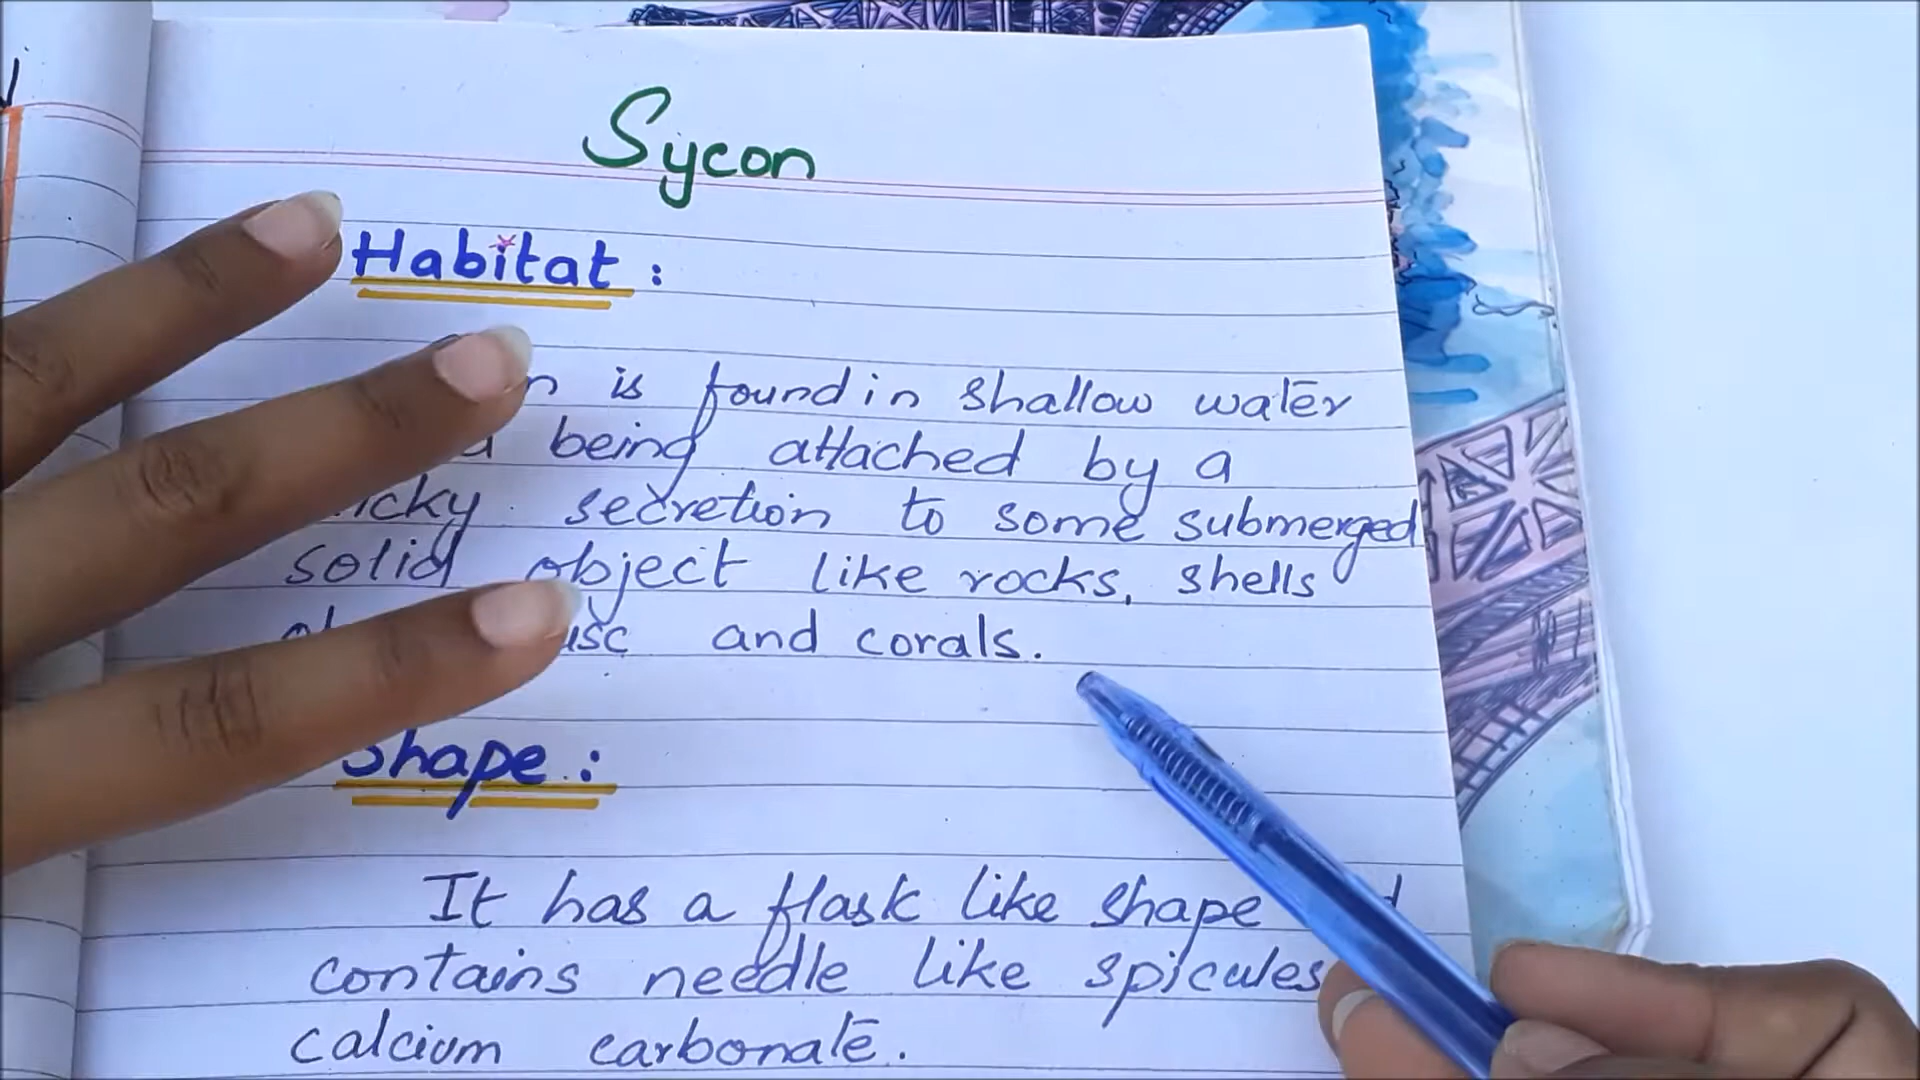 Sycon
Habitat :
is found in shallow water
being attached by a
secretion to some submerged
solid object like rocks, shells
and corals.
Shape :
It has a flask like shape
contains needle like spicules
calcium carbonate.